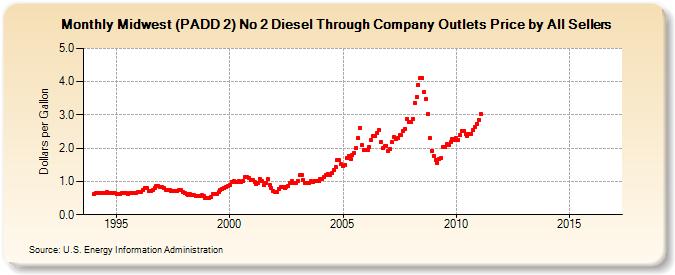 Monthly Midwest (PADD 2) No 2 Diesel Through Company Outlets Price by All Sellers
Dollars per Gallon
5.0
4.0
3.0
2.0
1.0
0.0
1995 2000 2005 2010 2015
Source: U.S. Energy Information Administration